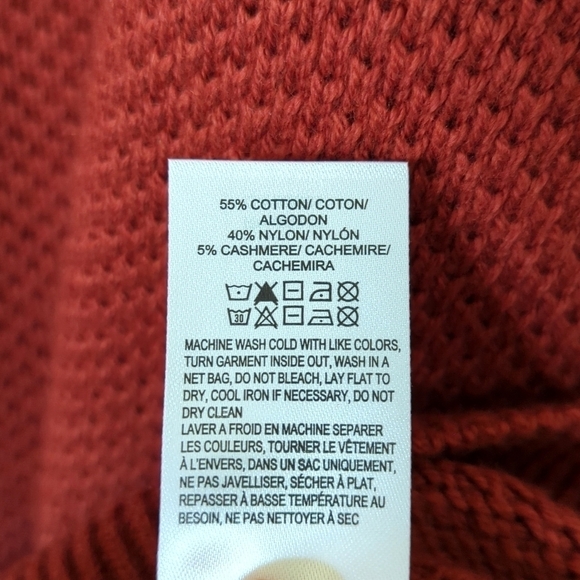 55% COTTON/ COTON/
ALGODON
40% NYLON/ NYLÓN
5% CASHMERE/ CACHEMIRE/
CACHEMIRA
30
MACHINE WASH COLD WITH LIKE COLORS,
TURN GARMENT INSIDE OUT, WASH IN A
NET BAG, DO NOT BLEACH, LAY FLAT TO
DRY, COOL IRON IF NECESSARY, DO NOT
DRY CLEAN
LAVER A FROID EN MACHINE SEPARER
LES COULEURS, TOURNER LE VÊTEMENT
À L'ENVERS, DANS UN SAC UNIQUEMENT,
NE PAS JAVELLISER, SÉCHER À PLAT,
REPASSER À BASSE TEMPÉRATURE AU
BESOIN, NE PAS NETTOYER À SEC